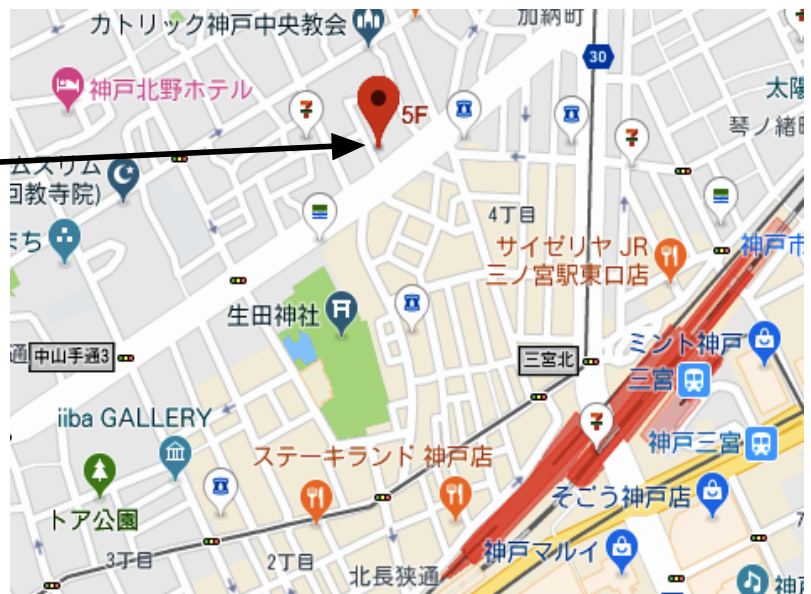 カトリック神戸中央教会
加納町
30
神戸北野ホテル
太陽
5F
琴ノ緒町
ムスリム
回教寺院)
4丁目
まち
サイゼリヤ JR
三ノ宮駅東口店
神戸市
生田神社
通
中山手通3
三宮北
ミント神戸
三宮
iiba GALLERY
神戸三宮
ステーキランド 神戸店
そごう神戸店
トア公園
3丁目
2丁目
北長狭通
神戸マルイ
神戸